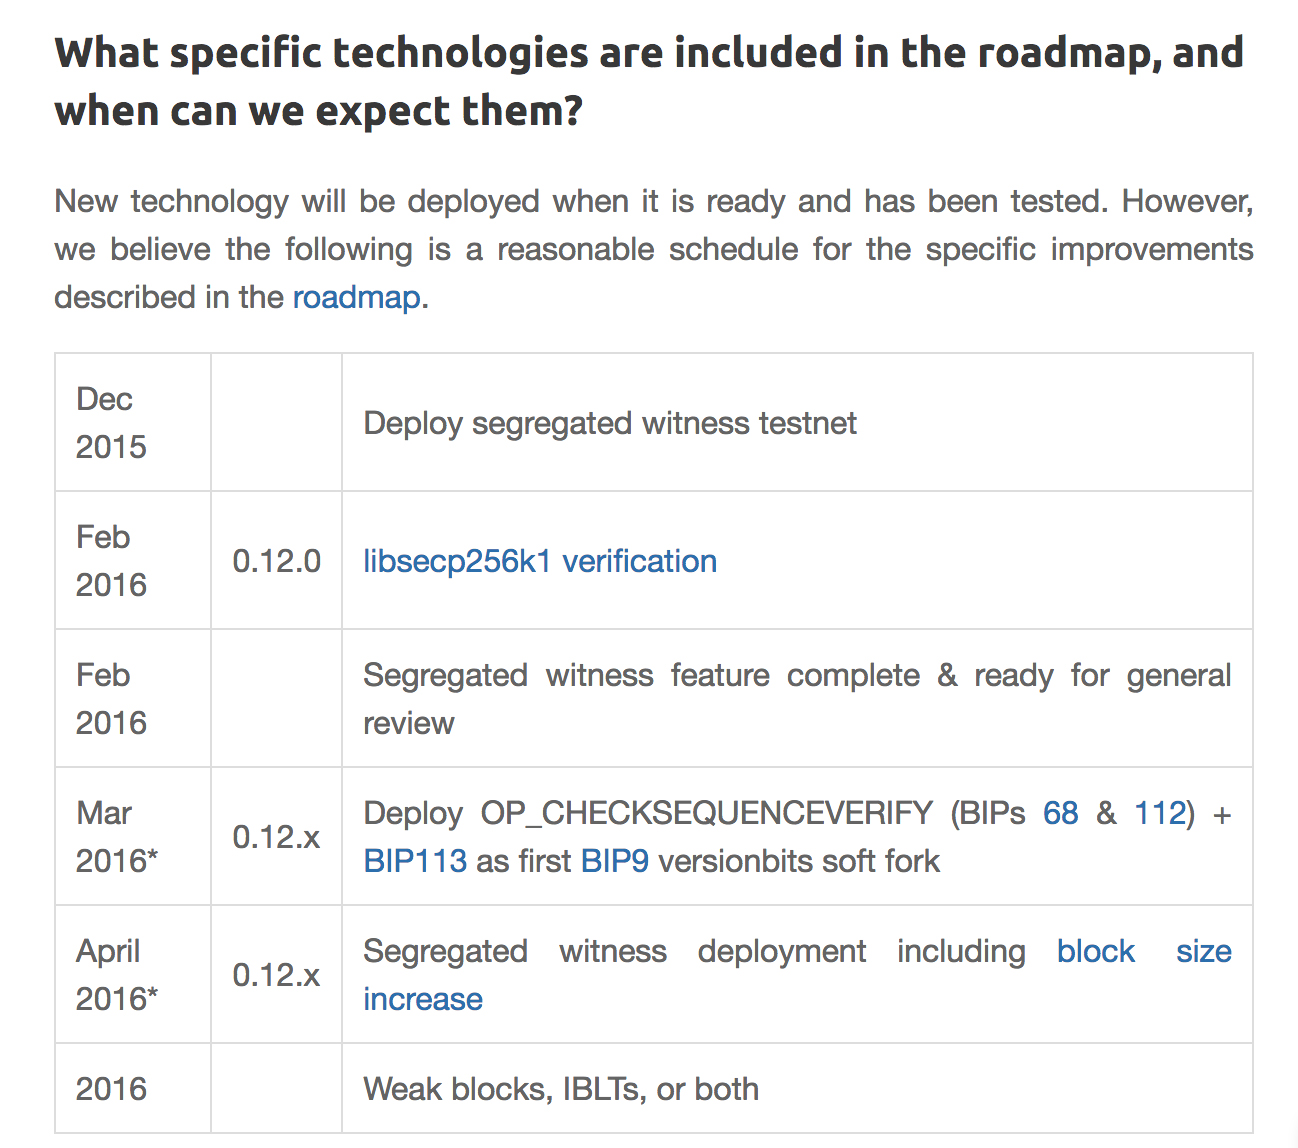 What specific technologies are included in the roadmap, and
when can we expect them?
New technology will be deployed when it is ready and has been tested. However,
we believe the following is a reasonable schedule for the specific improvements
described in the roadmap.
Dec
2015
Deploy segregated witness testnet
Feb
2016
0.12.0
libsecp256k1 verification
Feb
2016
Segregated witness feature complete & ready for general
review
Mar
2016*
0.12.x
Deploy OP_CHECKSEQUENCEVERIFY (BIPs 68 & 112) +
BIP113 as first BIP9 versionbits soft fork
April
2016*
0.12.x
Segregated witness deployment including block size
increase
2016
Weak blocks, IBLTs, or both